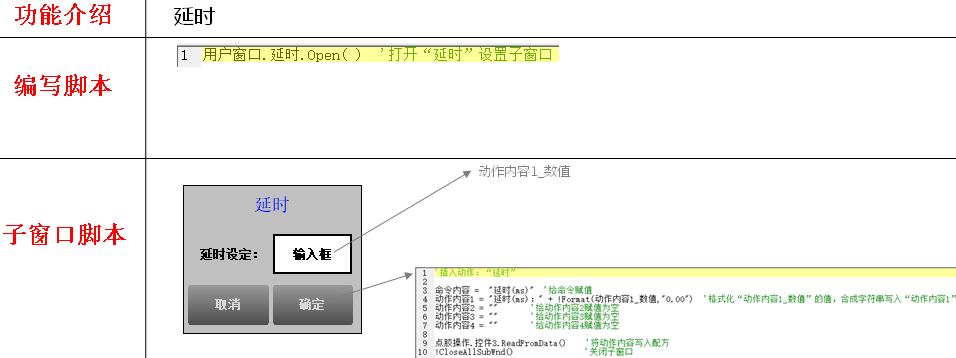 功能介绍
延时
编写脚本
1 用户窗口.延时.Open( ) '打开“延时”设置子窗口
子窗口脚本
动作内容1_数值
延时
延时设定:
输入框
取消
确定
1 '插入动作:“延时”
2
3 命令内容 = "延时(ms)" '给命令赋值
4 动作内容1 = "延时(ms):" + !Format(动作内容1_数值,"0.00") '格式化“动作内容1_数值”的值,合成字符串写入“动作内容1”
5 动作内容2 = "" '给动作内容2赋值为空
6 动作内容3 = "" '给动作内容3赋值为空
7 动作内容4 = "" '给动作内容4赋值为空
8
9 点胶操作.控件3.ReadFromData() '将动作内容写入配方
10 !CloseAllSubWnd() '关闭子窗口